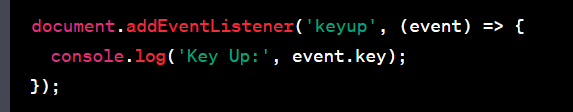 document.addEventListener('keyup', (event) => {
  console.log('Key Up:', event.key);
});